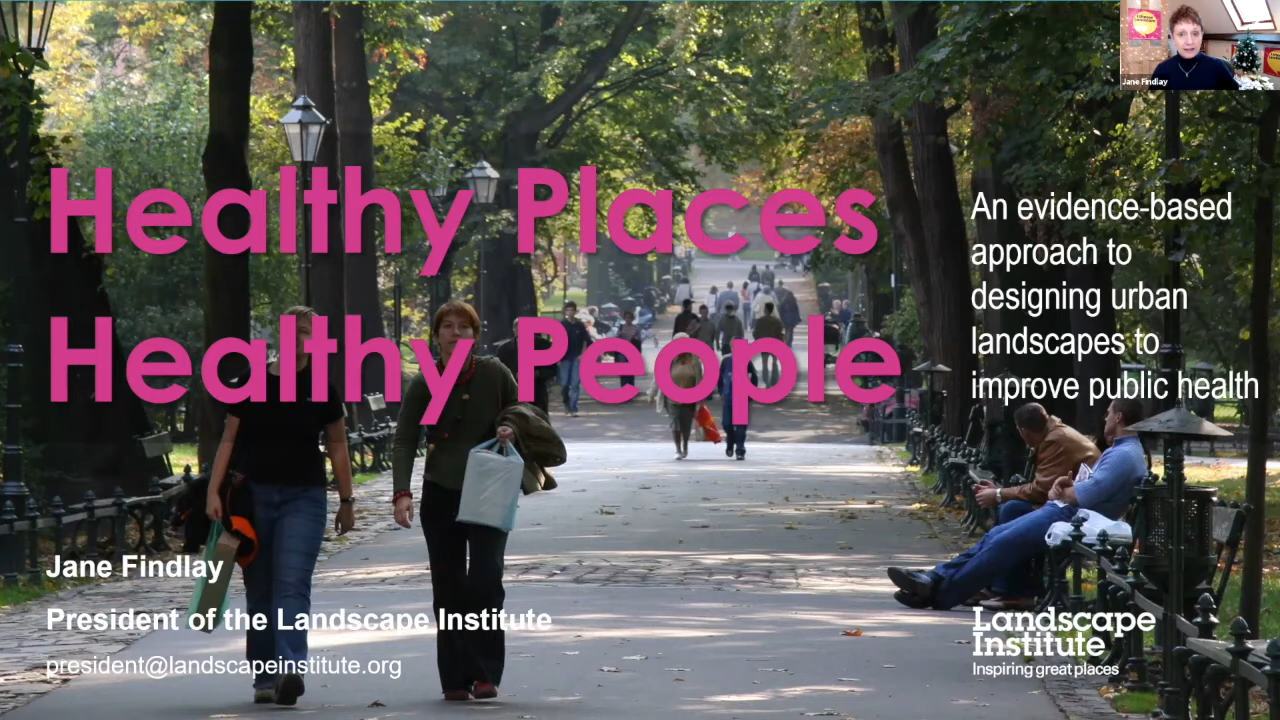 Healthy Places
Healthy People
An evidence-based
approach to
designing urban
landscapes to
improve public health
Jane Findlay
Jane Findlay
President of the Landscape Institute
president@landscapeinstitute.org
Landscape
Institute
Inspiring great places